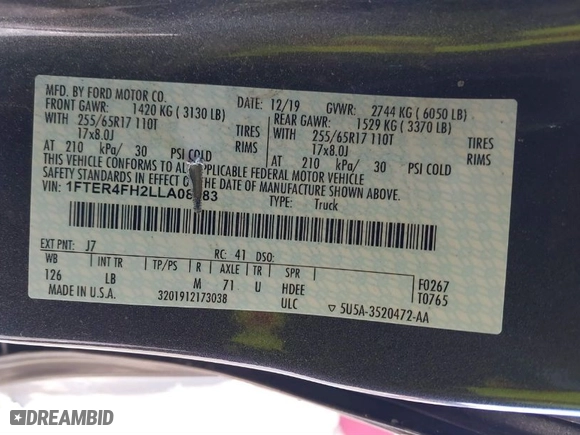 MFD. BY FORD MOTOR CO.
DATE: 12/19 GVWR: 2744 KG (6050 LB)
FRONT GAWR: 1420 KG (3130 LB) REAR GAWR: 1529 KG (3370 LB)
WITH 255/65R17 110T TIRES WITH 255/65R17 110T TIRES
17x8.0J RIMS 17x8.0J RIMS
AT 210 kPa/ 30 PSI COLD AT 210 kPa/ 30 PSI COLD
THIS VEHICLE CONFORMS TO ALL APPLICABLE FEDERAL MOTOR VEHICLE
SAFETY STANDARDS IN EFFECT ON THE DATE OF MANUFACTURE SHOWN ABOVE.
VIN: TYPE: Truck
EXT PNT: J7 RC: 41 DSO:
WB INT TR TP/PS R AXLE TR SPR
126 LB M 71 U HDEE F0267
ULC T0765
MADE IN U.S.A. 3201912173038 ▽ 5U5A-3520472-AA
DREAMBID